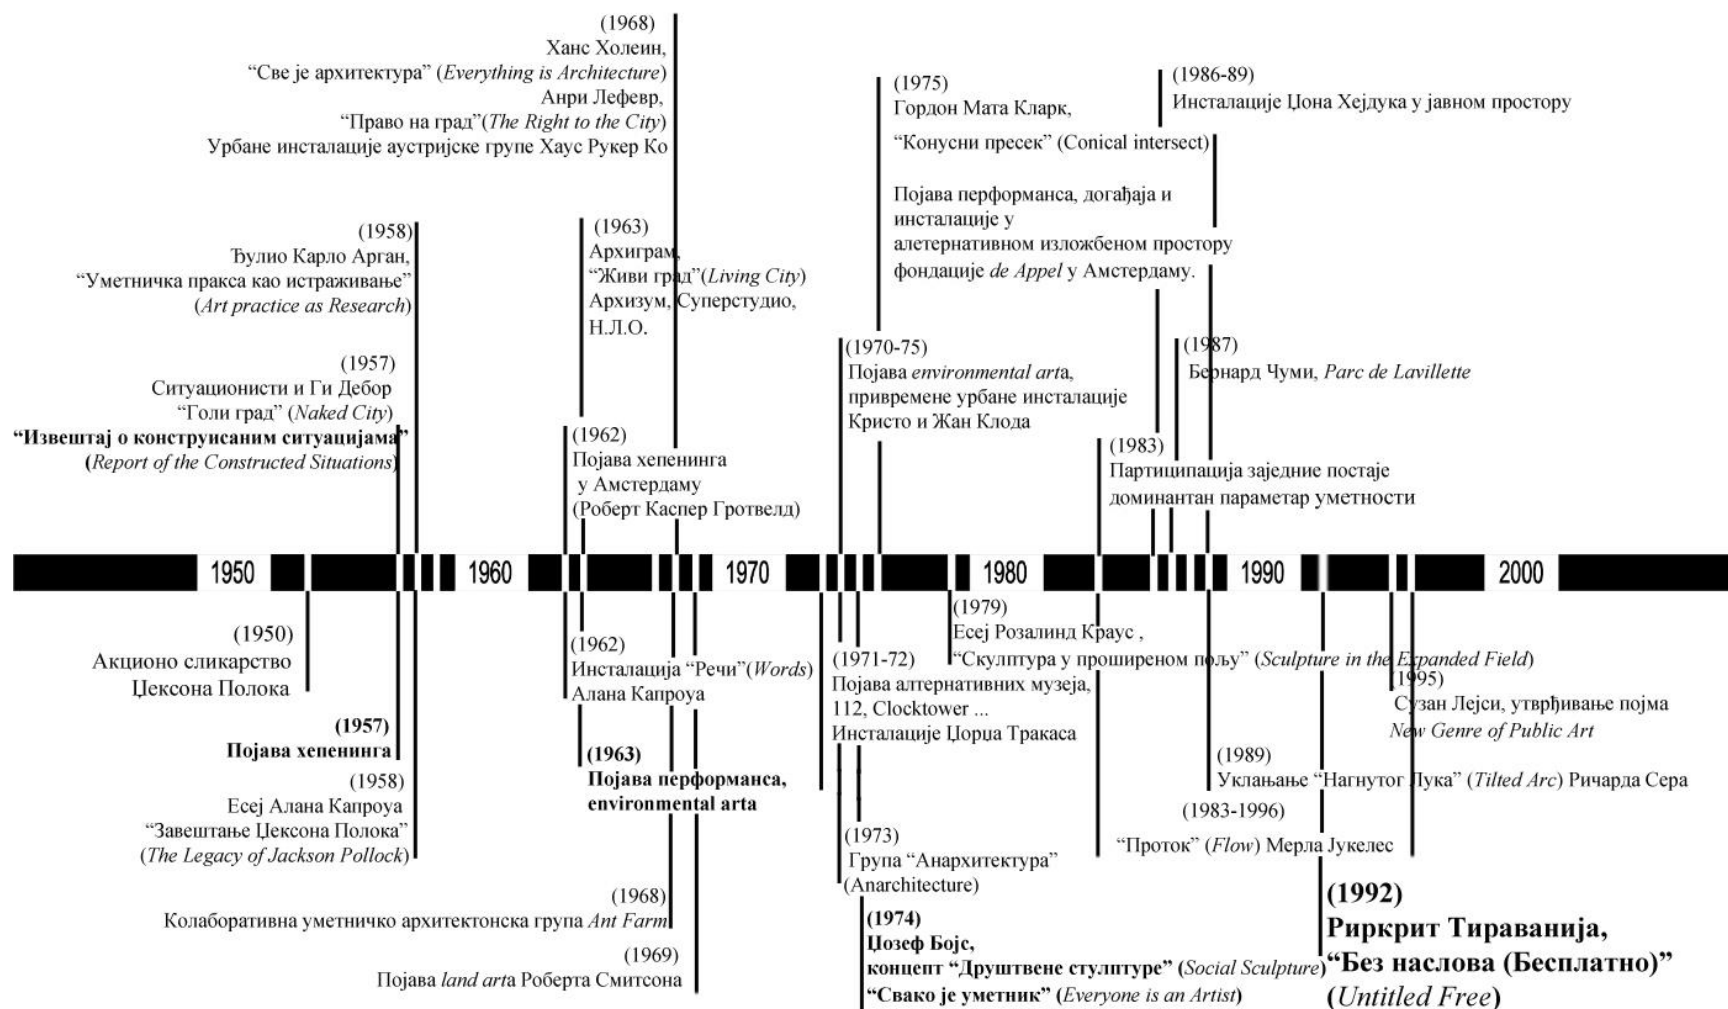 (1968)
Ханс Холеин,
“Све је архитектура” (Everything is Architecture)
Анри Лефевр,
“Право на град”(The Right to the City)
Урбане инсталације аустријске групе Хаус Рукер Ко
(1975)
Гордон Мата Кларк,
“Конусни пресек” (Conical intersect)
Појава перформанса, догађаја и
инсталације у
алетернативном изложбеном простору
фондације de Appel у Амстердаму.
(1986-89)
Инсталације Џона Хејдука у јавном простору
(1958)
Ђулио Карло Арган,
“Уметничка пракса као истраживање”
(Art practice as Research)
(1963)
Архиграм,
“Живи град”(Living City)
Архизум, Суперстудио,
Н.Л.О.
(1957)
Ситуационисти и Ги Дебор
“Голи град” (Naked City)
“Извештај о конструисаним ситуацијама”
(Report of the Constructed Situations)
(1962)
Појава хепенинга
у Амстердаму
(Роберт Каспер Гротвелд)
(1970-75)
Појава environmental arta,
привремене урбане инсталације
Кристо и Жан Клода
(1987)
Бернард Чуми, Parc de Lavillette
(1983)
Партиципација заједние постаје
доминантан параметар уметности
1950 1960 1970 1980 1990 2000
(1950)
Акционо сликарство
Џексона Полока
(1957)
Појава хепенинга
(1958)
Есеј Алана Капроуа
“Завештање Џексона Полока”
(The Legacy of Jackson Pollock)
(1962)
Инсталација “Речи”(Words)
Алана Капроуа
(1963)
Појава перформанса,
environmental arta
(1968)
Колаборативна уметничко архитектонска група Ant Farm
(1969)
Појава land arta Роберта Смитсона
(1971-72)
Појава алтернативних музеја,
112, Clocktower ...
Инсталације Џорџа Тракаса
(1973)
Група “Анархитектура”
(Anarchitecture)
(1974)
Џозеф Бојс,
концепт “Друштвене стулптуре” (Social Sculpture)
“Свако је уметник” (Everyone is an Artist)
(1979)
Есеј Розалинд Краус ,
“Скулптура у проширеном пољу” (Sculpture in the Expanded Field)
(1995)
Сузан Лејси, утврђивање појма
New Genre of Public Art
(1989)
Уклањање “Нагнутог Лука” (Tilted Arc) Ричарда Сера
(1983-1996)
“Проток” (Flow) Мерла Јукелес
(1992)
Риркрит Тираванија,
“Без наслова (Бесплатно)”
(Untitled Free)